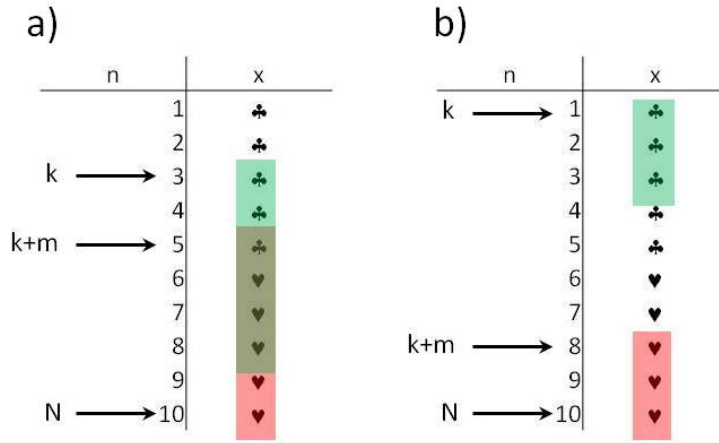 a)
n x
1 ♣
2 ♣
k 3 ♣
4 ♣
k+m 5 ♣
6 ♥
7 ♥
8 ♥
9 ♥
N 10 ♥
b)
n x
k 1 ♣
2 ♣
3 ♣
4 ♣
5 ♣
6 ♥
7 ♥
k+m 8 ♥
9 ♥
N 10 ♥